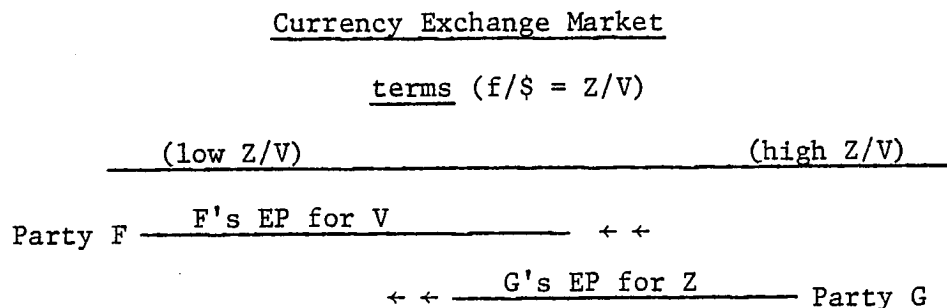 Currency Exchange Market
terms (f/$ = Z/V)
(low Z/V) (high Z/V)
Party F F's EP for V ← ←
← ← G's EP for Z Party G